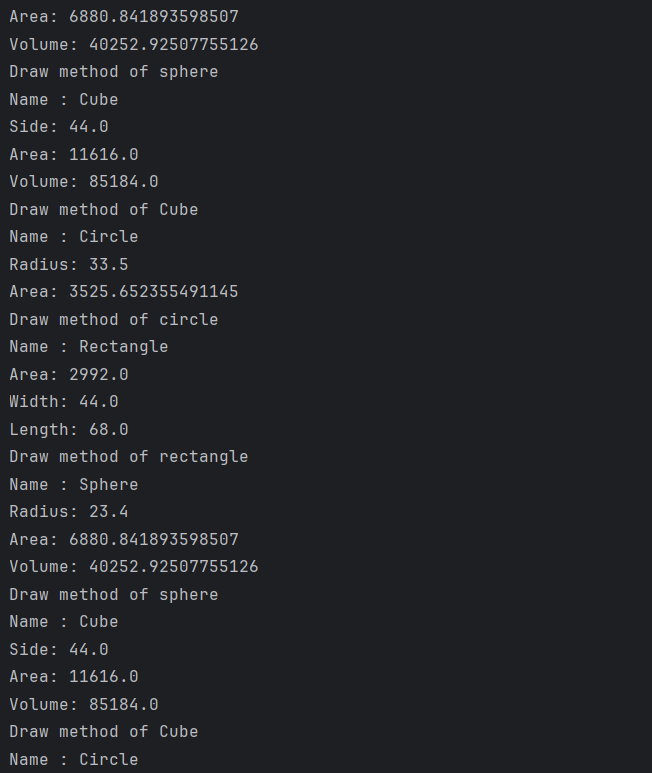 Area: 6880.841893598507
Volume: 40252.92507755126
Draw method of sphere
Name : Cube
Side: 44.0
Area: 11616.0
Volume: 85184.0
Draw method of Cube
Name : Circle
Radius: 33.5
Area: 3525.652355491145
Draw method of circle
Name : Rectangle
Area: 2992.0
Width: 44.0
Length: 68.0
Draw method of rectangle
Name : Sphere
Radius: 23.4
Area: 6880.841893598507
Volume: 40252.92507755126
Draw method of sphere
Name : Cube
Side: 44.0
Area: 11616.0
Volume: 85184.0
Draw method of Cube
Name : Circle